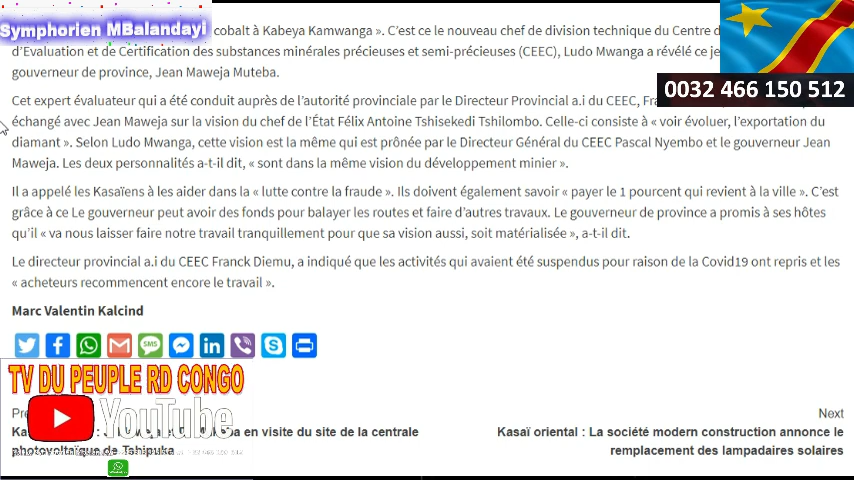 Symphorien MBalandayi
cobalt à Kabeya Kamwanga ». C’est ce le nouveau chef de division technique du Centre
d’Evaluation et de Certification des substances minérales précieuses et semi-précieuses (CEEC), Ludo Mwanga a révélé ce
gouverneur de province, Jean Maweja Muteba.
0032 466 150 512
Cet expert évaluateur qui a été conduit auprès de l’autorité provinciale par le Directeur Provincial a.i du CEEC,
échangé avec Jean Maweja sur la vision du chef de l’État Félix Antoine Tshisekedi Tshilombo. Celle-ci consiste à « voir évoluer, l’exportation du
diamant ». Selon Ludo Mwanga, cette vision est la même qui est prônée par le Directeur Général du CEEC Pascal Nyembo et le gouverneur Jean
Maweja. Les deux personnalités a-t-il dit, « sont dans la même vision du développement minier ».
Il a appelé les Kasaïens à les aider dans la « lutte contre la fraude ». Ils doivent également savoir « payer le 1 pourcent qui revient à la ville ». C’est
grâce à ce Le gouverneur peut avoir des fonds pour balayer les routes et faire d’autres travaux. Le gouverneur de province a promis à ses hôtes
qu’il « va nous laisser faire notre travail tranquillement pour que sa vision aussi, soit matérialisée », a-t-il dit.
Le directeur provincial a.i du CEEC Franck Diemu, a indiqué que les activités qui avaient été suspendus pour raison de la Covid19 ont repris et les
« acheteurs recommencent encore le travail ».
Marc Valentin Kalcind
SMS
TV DU PEUPLE RD CONGO
YouTube
Next
en visite du site de la centrale
photovoltaïque de Tshipuka
Kasaï oriental : La société modern construction annonce le
remplacement des lampadaires solaires